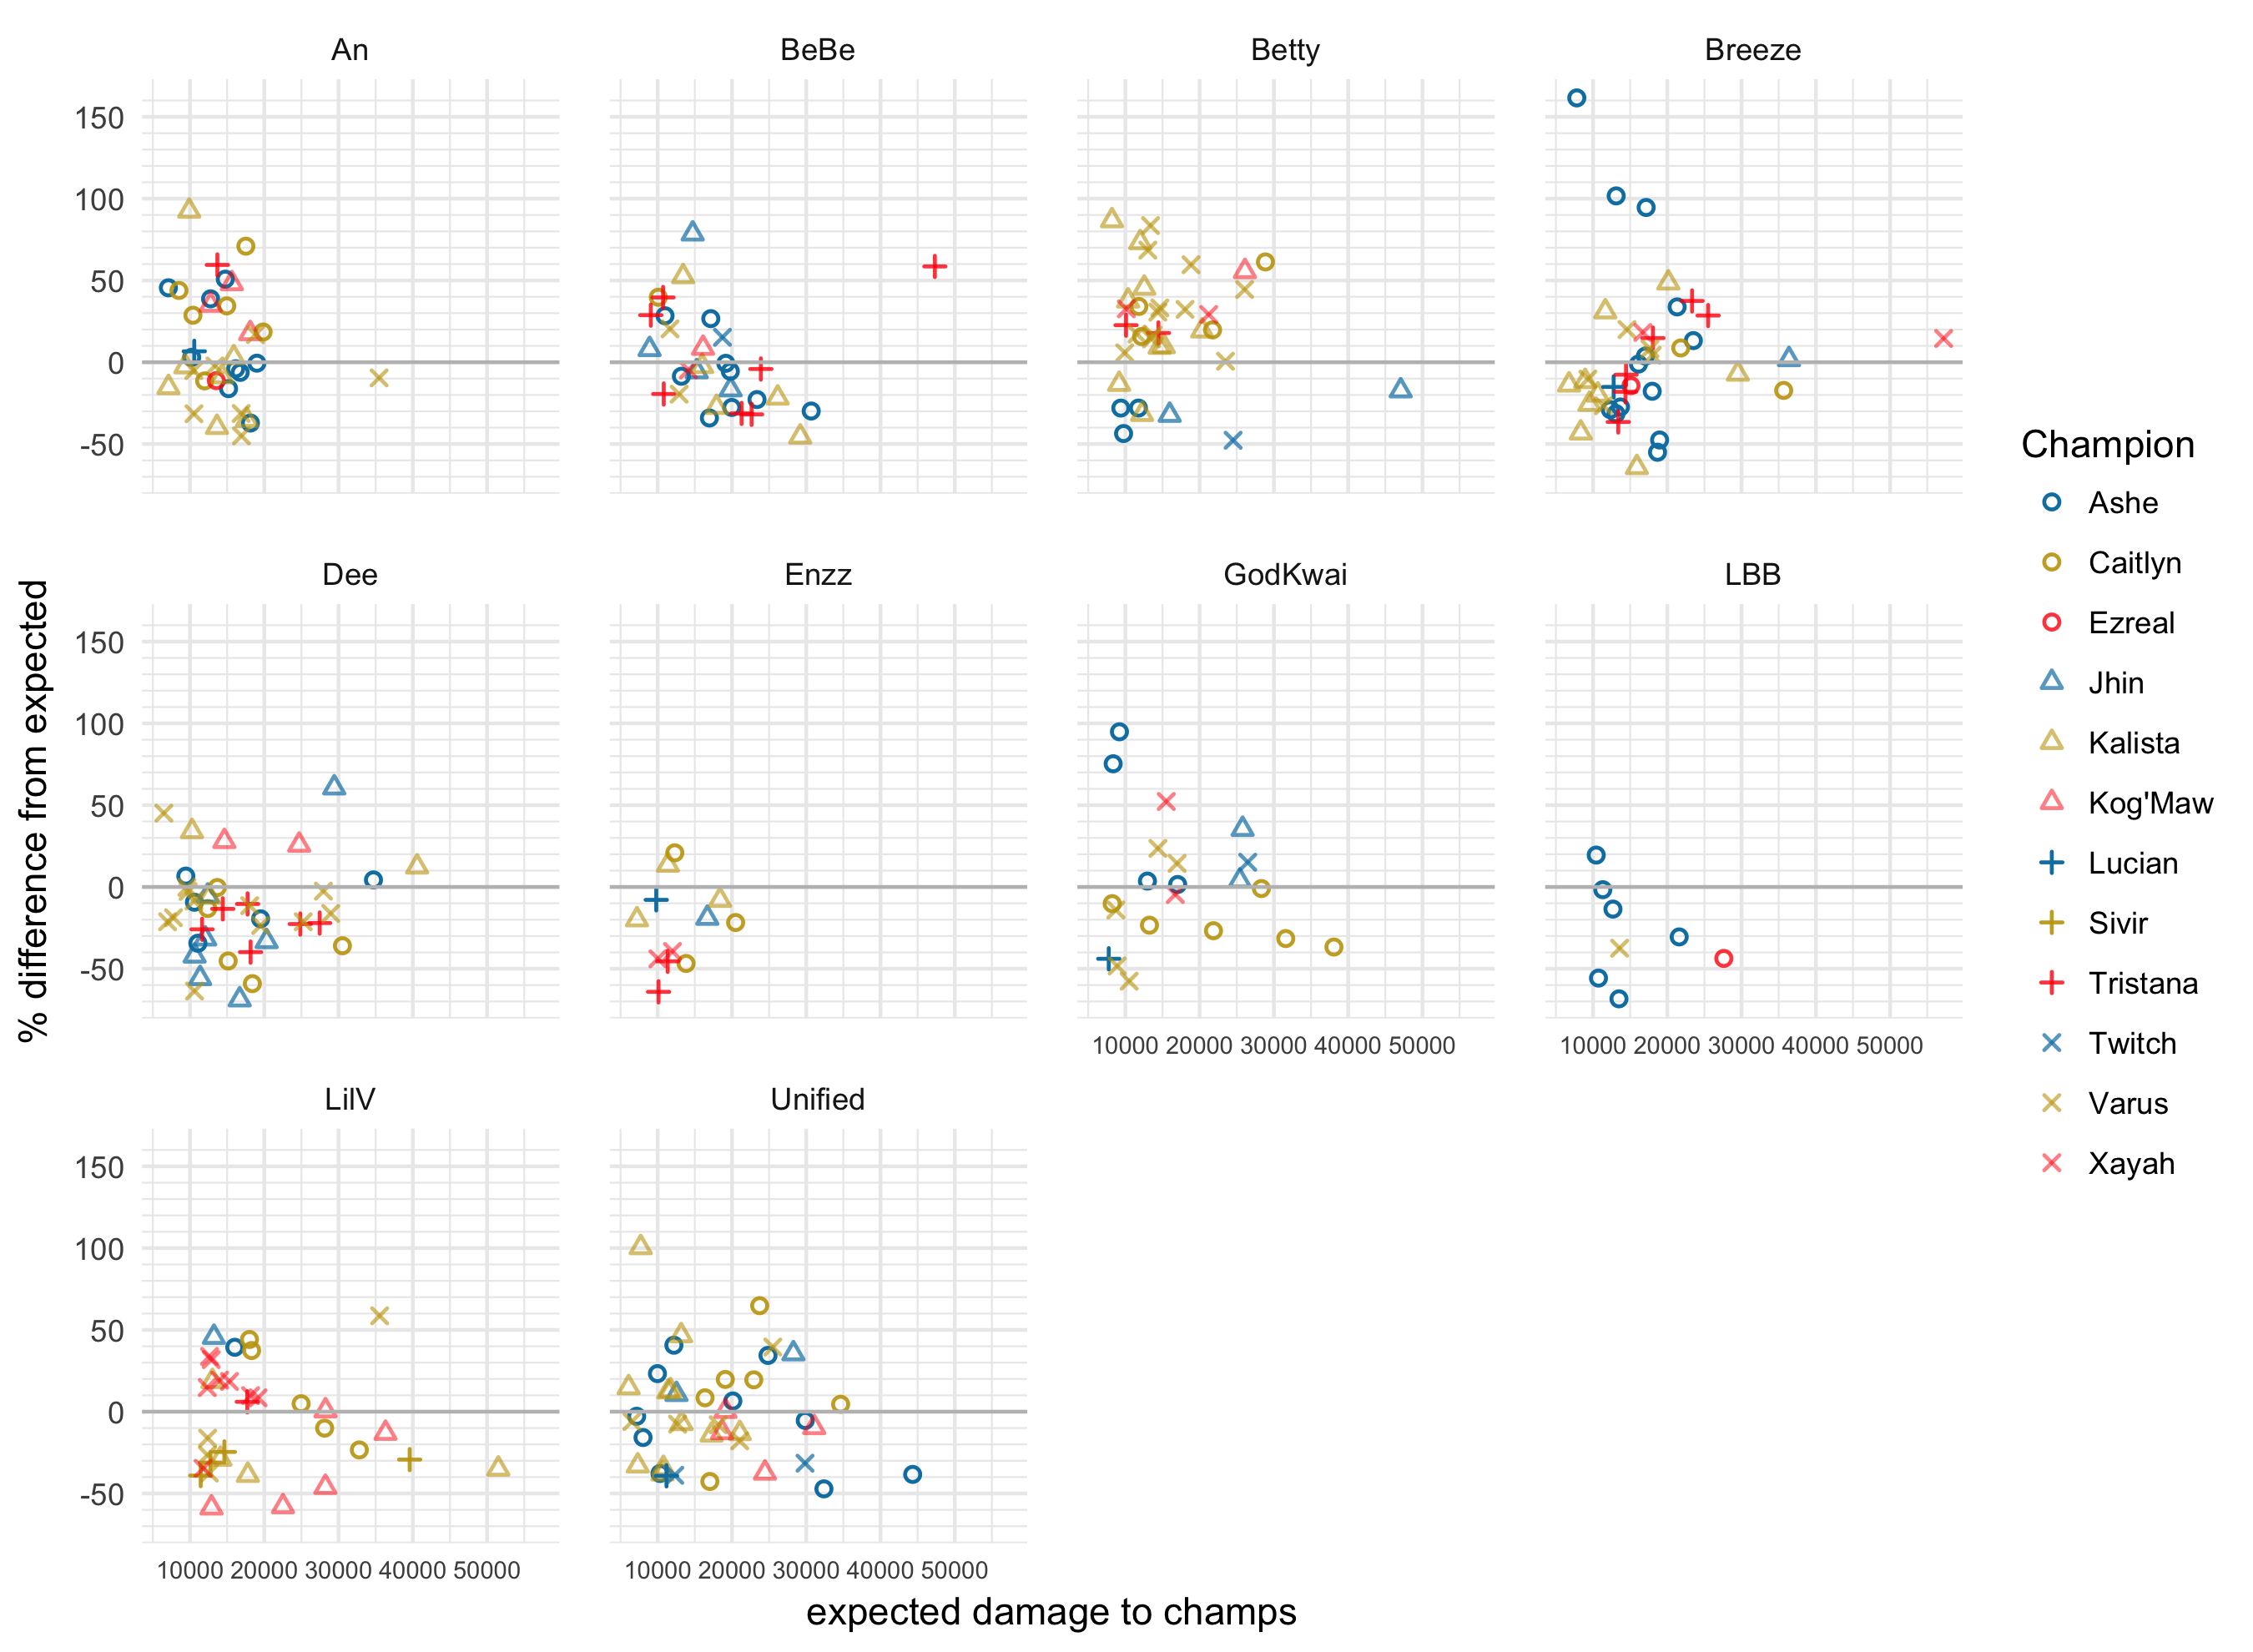 An
BeBe
Betty
Breeze
150
100
50
0
-50
Dee
Enzz
GodKwai
LBB
150
100
50
0
-50
10000 20000 30000 40000 50000
10000 20000 30000 40000 50000
LilV
Unified
150
100
50
0
-50
10000 20000 30000 40000 50000
10000 20000 30000 40000 50000
expected damage to champs
% difference from expected
Champion
Ashe
Caitlyn
Ezreal
Jhin
Kalista
Kog'Maw
Lucian
Sivir
Tristana
Twitch
Varus
Xayah